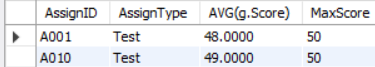 AssignID AssignType AVG(g.Score) MaxScore
A001 Test 48.0000 50
A010 Test 49.0000 50